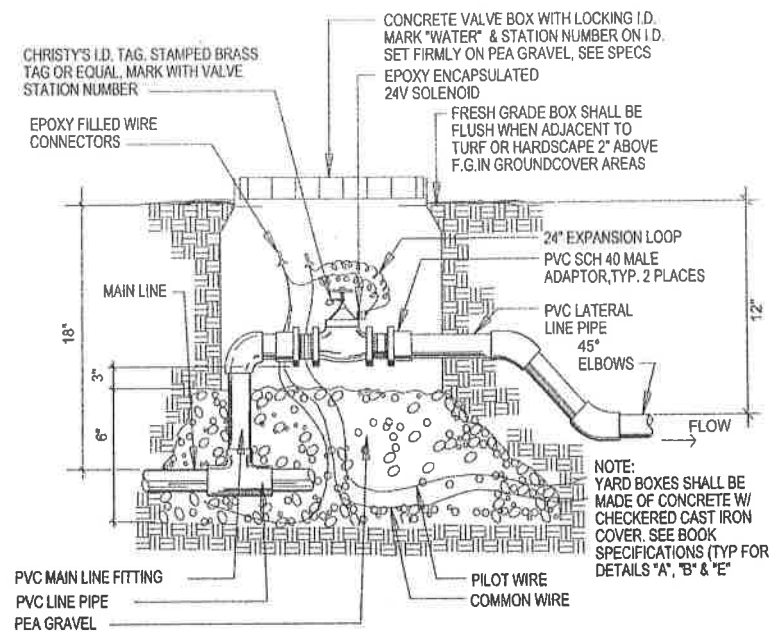 CONCRETE VALVE BOX WITH LOCKING I.D.
MARK "WATER" & STATION NUMBER ON I.D.
SET FIRMLY ON PEA GRAVEL, SEE SPECS
CHRISTY'S I.D. TAG. STAMPED BRASS
TAG OR EQUAL, MARK WITH VALVE
STATION NUMBER
EPOXY ENCAPSULATED
24V SOLENOID
EPOXY FILLED WIRE
CONNECTORS
FRESH GRADE BOX SHALL BE
FLUSH WHEN ADJACENT TO
TURF OR HARDSCAPE 2" ABOVE
F.G.IN GROUNDCOVER AREAS
24" EXPANSION LOOP
PVC SCH 40 MALE
ADAPTOR,TYP. 2 PLACES
MAIN LINE
PVC LATERAL
LINE PIPE
45°
ELBOWS
18"
3"
6"
12"
FLOW
NOTE:
YARD BOXES SHALL BE
MADE OF CONCRETE W/
CHECKERED CAST IRON
COVER. SEE BOOK
SPECIFICATIONS (TYP FOR
DETAILS "A", "B" & "E"
PVC MAIN LINE FITTING
PVC LINE PIPE
PEA GRAVEL
PILOT WIRE
COMMON WIRE